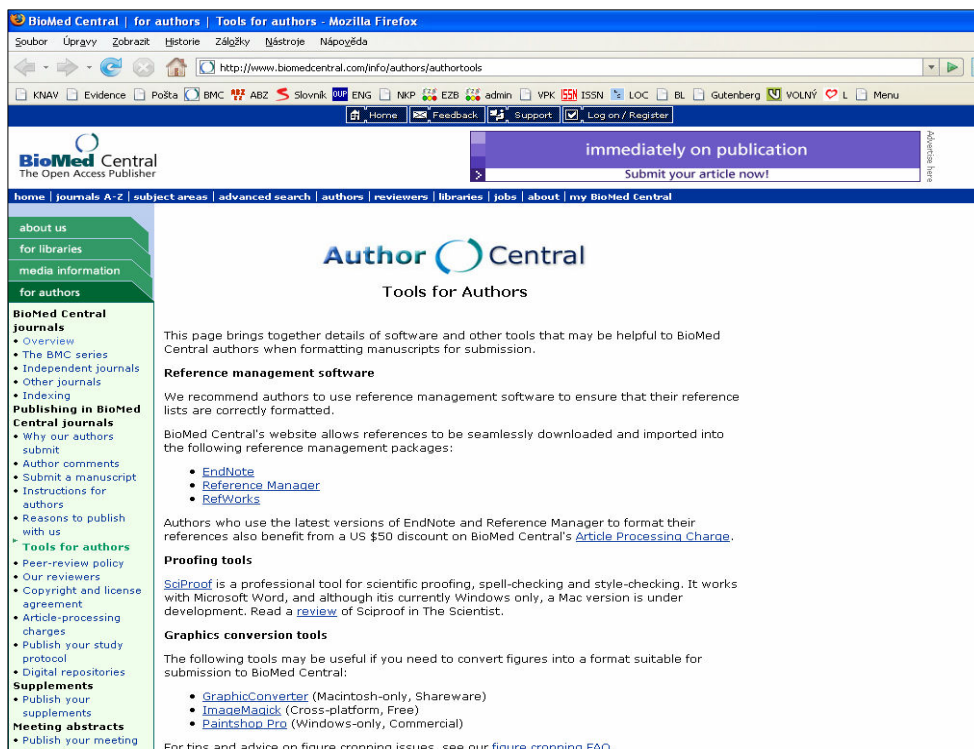 BioMed Central | for authors | Tools for authors - Mozilla Firefox
Soubor Úpravy Zobrazit Historie Záložky Nástroje Nápověda
http://www.biomedcentral.com/info/authors/authortools
KNAV Evidence Pošta BMC ABZ Slovník OUP ENG NKP EZB admin VPK ISSN LOC BL Gutenberg VOLNÝ L Menu
Home Feedback Support Log on / Register
BioMed Central
The Open Access Publisher
immediately on publication
Submit your article now!
Advertise here
home | journals A-Z | subject areas | advanced search | authors | reviewers | libraries | jobs | about | my BioMed Central
about us
for libraries
media information
for authors
BioMed Central
journals
• Overview
• The BMC series
• Independent journals
• Other journals
• Indexing
Publishing in BioMed
Central journals
• Why our authors
submit
• Author comments
• Submit a manuscript
• Instructions for
authors
• Reasons to publish
with us
Tools for authors
• Peer-review policy
• Our reviewers
• Copyright and license
agreement
• Article-processing
charges
• Publish your study
protocol
• Digital repositories
Supplements
• Publish your
supplements
Meeting abstracts
• Publish your meeting
Author Central
Tools for Authors
This page brings together details of software and other tools that may be helpful to BioMed
Central authors when formatting manuscripts for submission.
Reference management software
We recommend authors to use reference management software to ensure that their reference
lists are correctly formatted.
BioMed Central's website allows references to be seamlessly downloaded and imported into
the following reference management packages:
• EndNote
• Reference Manager
• RefWorks
Authors who use the latest versions of EndNote and Reference Manager to format their
references also benefit from a US $50 discount on BioMed Central's Article Processing Charge.
Proofing tools
SciProof is a professional tool for scientific proofing, spell-checking and style-checking. It works
with Microsoft Word, and although itis currently Windows only, a Mac version is under
development. Read a review of Sciproof in The Scientist.
Graphics conversion tools
The following tools may be useful if you need to convert figures into a format suitable for
submission to BioMed Central:
• GraphicConverter (Macintosh-only, Shareware)
• ImageMagick (Cross-platform, Free)
• Paintshop Pro (Windows-only, Commercial)
For tips and advice on figure cropping issues, see our figure cropping FAQ